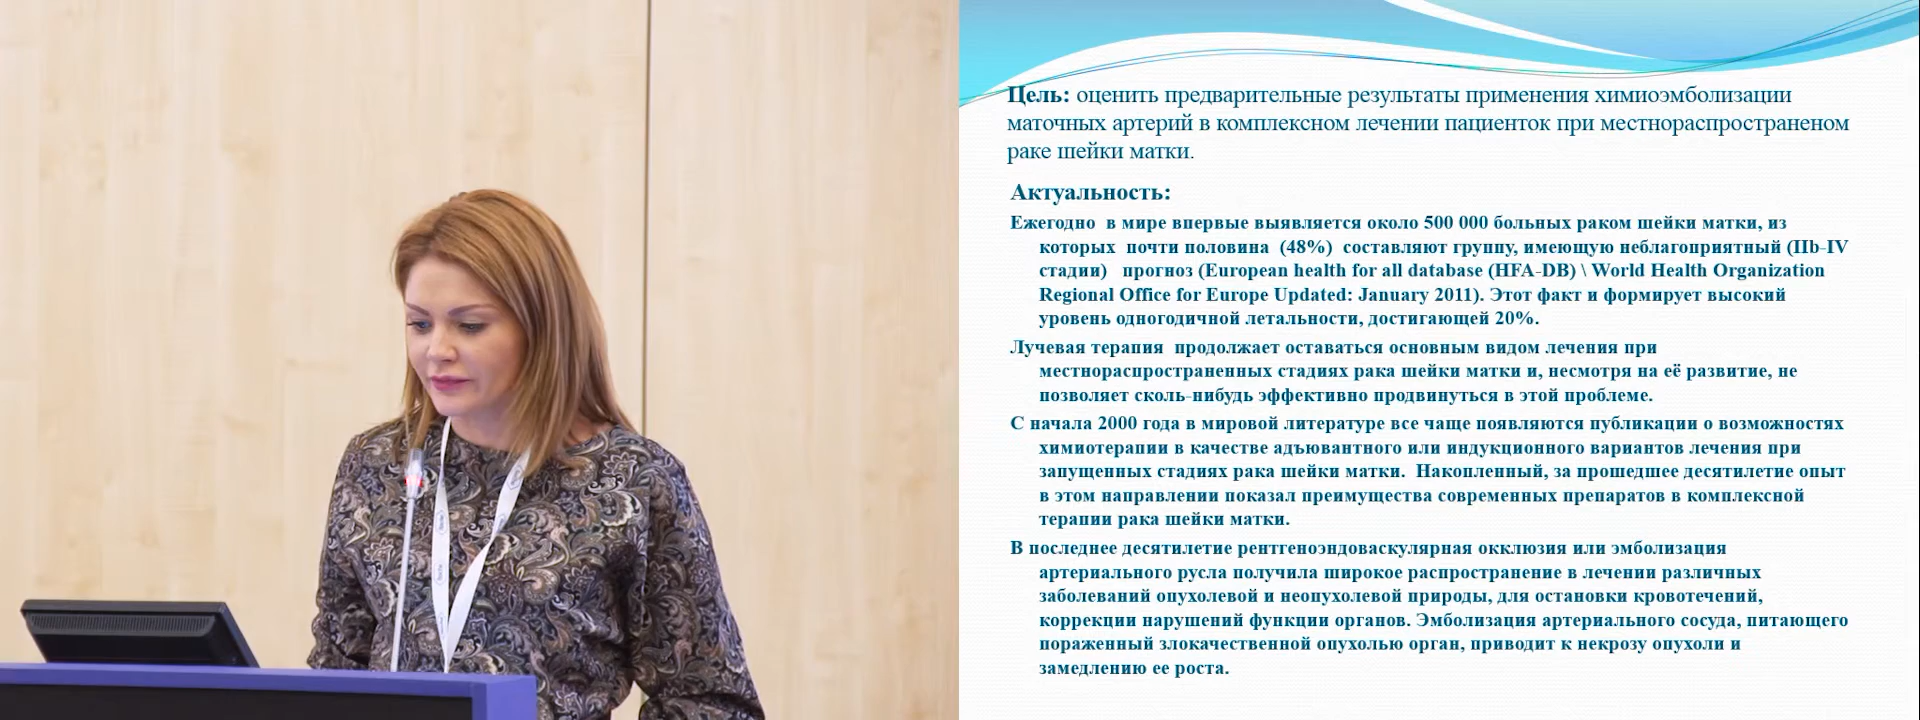 Цель: оценить предварительные результаты применения химиоэмболизации
маточных артерий в комплексном лечении пациенток при местнораспространеном
раке шейки матки.
Актуальность:
Ежегодно в мире впервые выявляется около 500 000 больных раком шейки матки, из
которых почти половина (48%) составляют группу, имеющую неблагоприятный (IIb-IV
стадии) прогноз (European health for all database (HFA-DB) \ World Health Organization
Regional Office for Europe Updated: January 2011). Этот факт и формирует высокий
уровень одногодичной летальности, достигающей 20%.
Лучевая терапия продолжает оставаться основным видом лечения при
местнораспространенных стадиях рака шейки матки и, несмотря на её развитие, не
позволяет сколь-нибудь эффективно продвинуться в этой проблеме.
С начала 2000 года в мировой литературе все чаще появляются публикации о возможностях
химиотерапии в качестве адъювантного или индукционного вариантов лечения при
запущенных стадиях рака шейки матки. Накопленный, за прошедшее десятилетие опыт
в этом направлении показал преимущества современных препаратов в комплексной
терапии рака шейки матки.
В последнее десятилетие рентгеноэндоваскулярная окклюзия или эмболизация
артериального русла получила широкое распространение в лечении различных
заболеваний опухолевой и неопухолевой природы, для остановки кровотечений,
коррекции нарушений функции органов. Эмболизация артериального сосуда, питающего
пораженный злокачественной опухолью орган, приводит к некрозу опухоли и
замедлению ее роста.